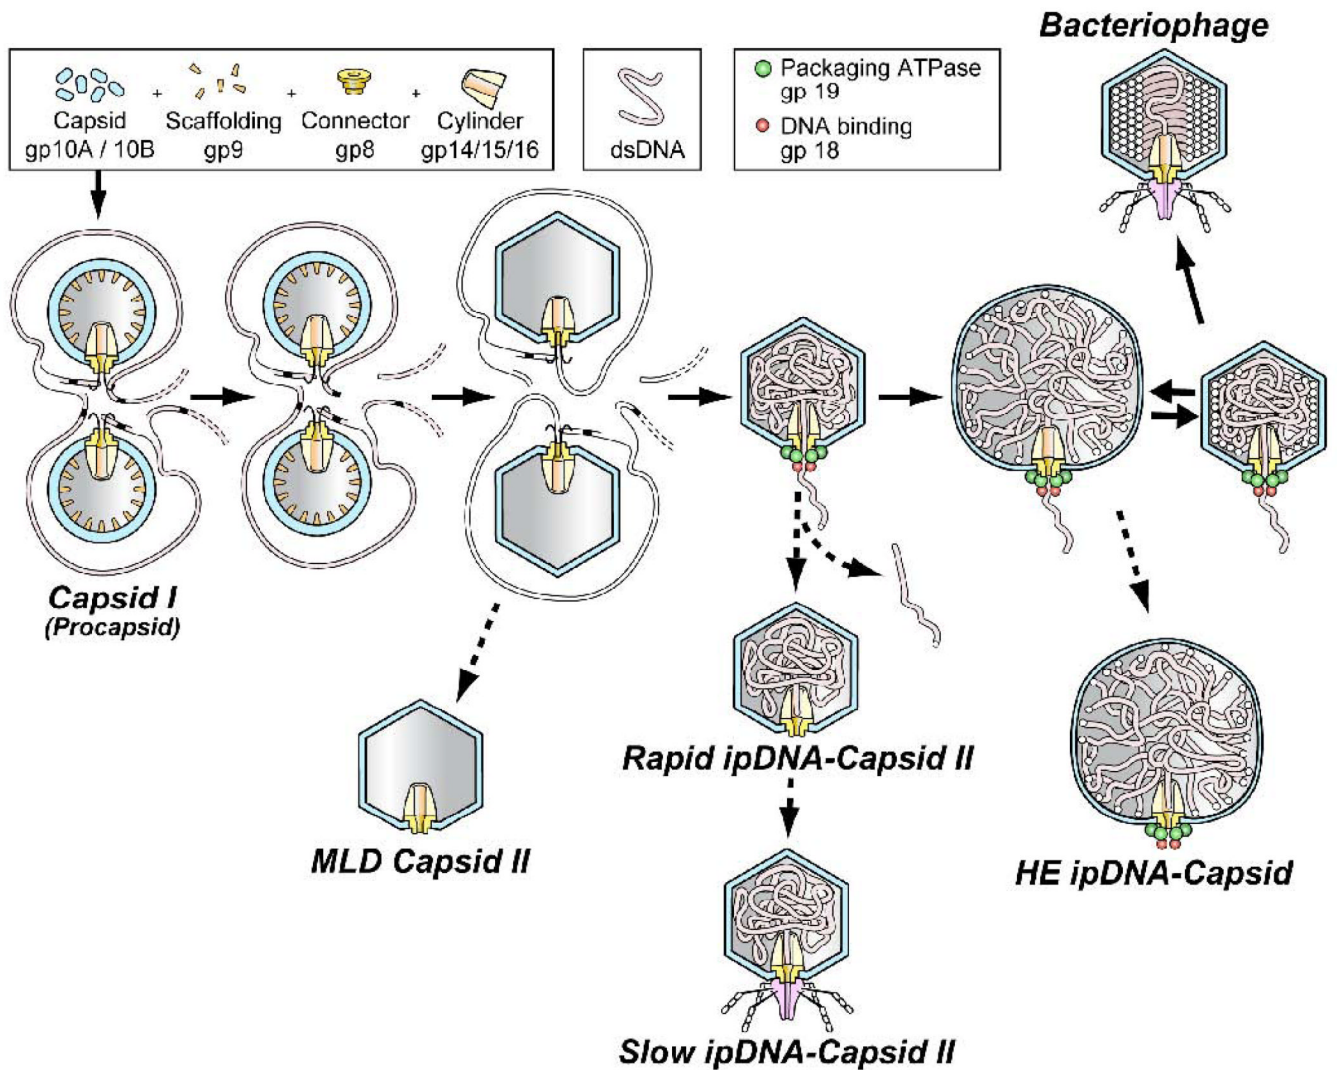 Bacteriophage
Capsid + Scaffolding + Connector + Cylinder
gp10A / 10B gp9 gp8 gp14/15/16
dsDNA
Packaging ATPase
gp 19
DNA binding
gp 18
Capsid I
(Procapsid)
MLD Capsid II
Rapid ipDNA-Capsid II
HE ipDNA-Capsid
Slow ipDNA-Capsid II